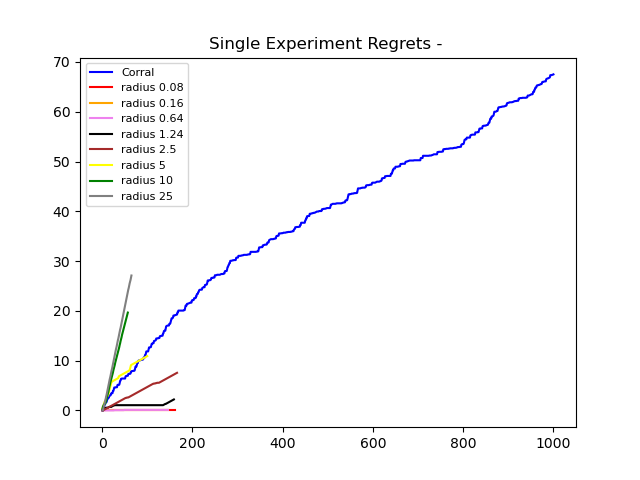 Single Experiment Regrets -
70
60
50
40
30
20
10
0
Corral
radius 0.08
radius 0.16
radius 0.64
radius 1.24
radius 2.5
radius 5
radius 10
radius 25
0
200
400
600
800
1000